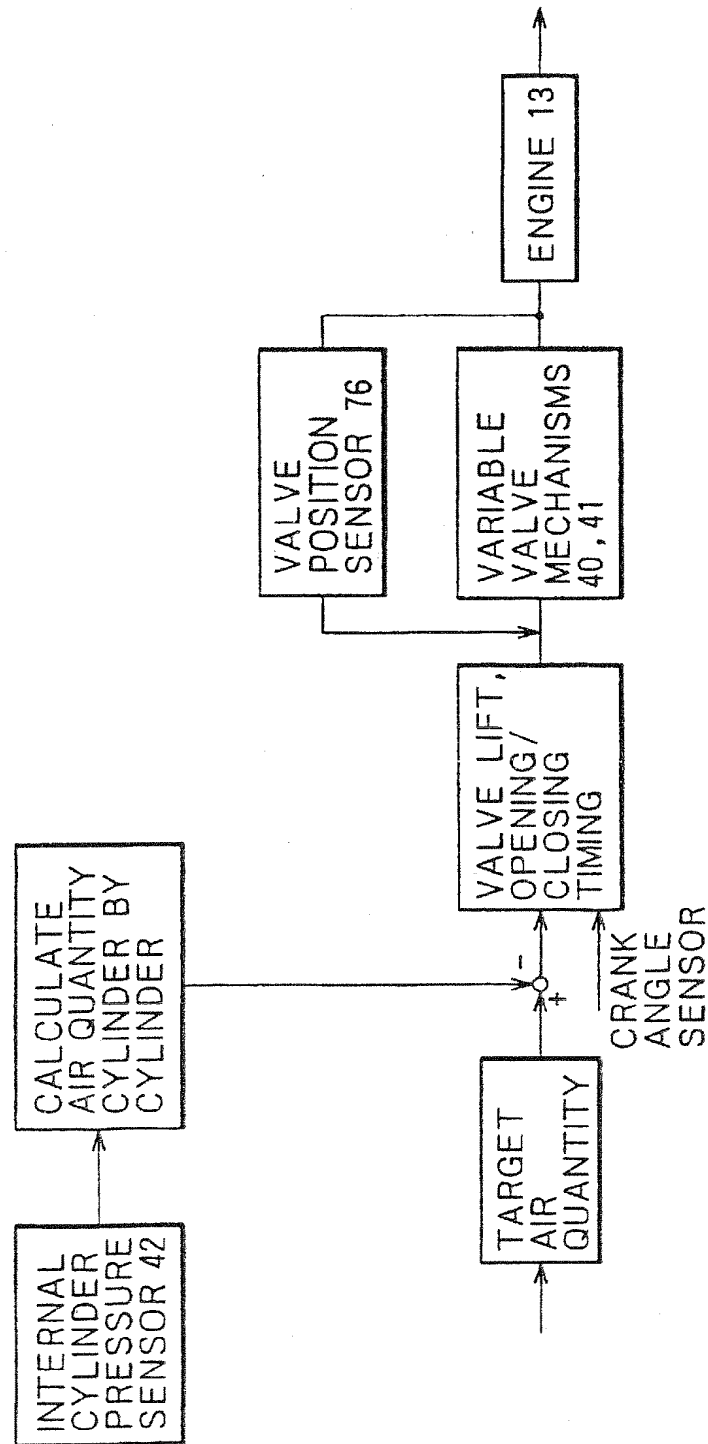 INTERNAL
CYLINDER
PRESSURE
SENSOR 42
CALCULATE
AIR QUANTITY
CYLINDER BY
CYLINDER
TARGET
AIR
QUANTITY
+
-
CRANK
ANGLE
SENSOR
VALVE LIFT,
OPENING/
CLOSING
TIMING
VALVE
POSITION
SENSOR 76
VARIABLE
VALVE
MECHANISMS
40,41
ENGINE 13